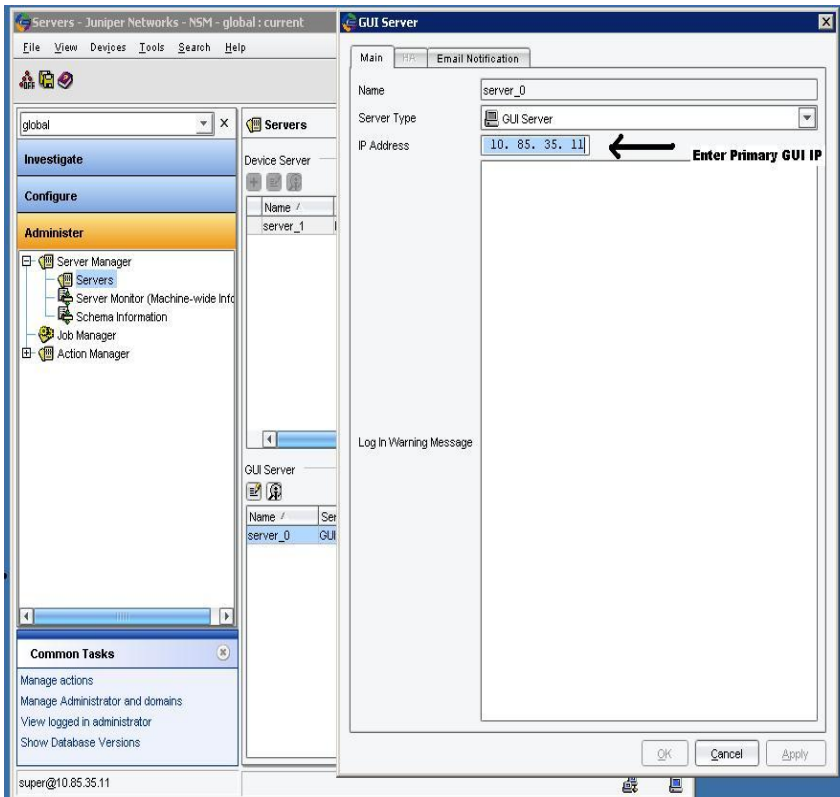 Servers - Juniper Networks - NSM - global : current
File View Devices Tools Search Help
OFF
global
Investigate
Configure
Administer
Server Manager
Servers
Server Monitor (Machine-wide Info
Schema Information
Job Manager
Action Manager
Common Tasks
Manage actions
Manage Administrator and domains
View logged in administrator
Show Database Versions
super@10.85.35.11
Servers
Device Server
Name
server_1
GUI Server
Name Ser
server_0 GUI
GUI Server
Main HA Email Notification
Name server_0
Server Type GUI Server
IP Address 10. 85. 35. 11
Enter Primary GUI IP
Log In Warning Message
OK Cancel Apply